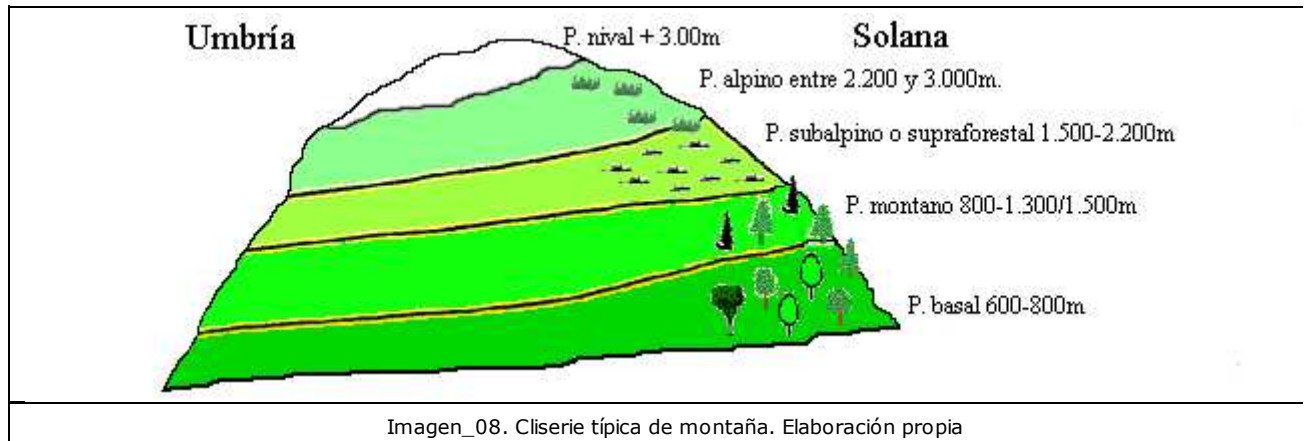 Umbría
P. nival + 3.00m
Solana
P. alpino entre 2.200 y 3.000m.
P. subalpino o supraforestal 1.500-2.200m
P. montano 800-1.300/1.500m
P. basal 600-800m
Imagen_08. Cliserie típica de montaña. Elaboración propia